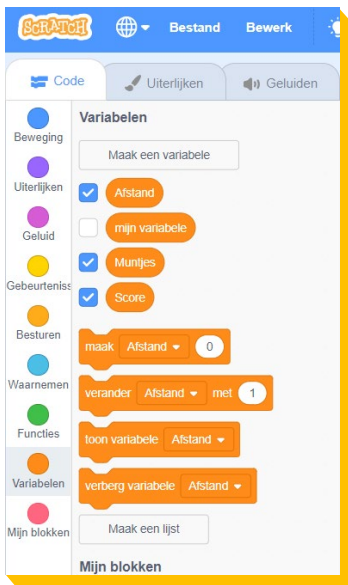 SCRATCH Bestand Bewerk
Code Uiterlijken Geluiden
Beweging
Uiterlijken
Geluid
Gebeurteniss
Besturen
Waarnemen
Functies
Variabelen
Mijn blokken
Variabelen
Maak een variabele
Afstand
mijn variabele
Muntjes
Score
maak Afstand 0
verander Afstand met 1
toon variabele Afstand
verberg variabele Afstand
Maak een lijst
Mijn blokken